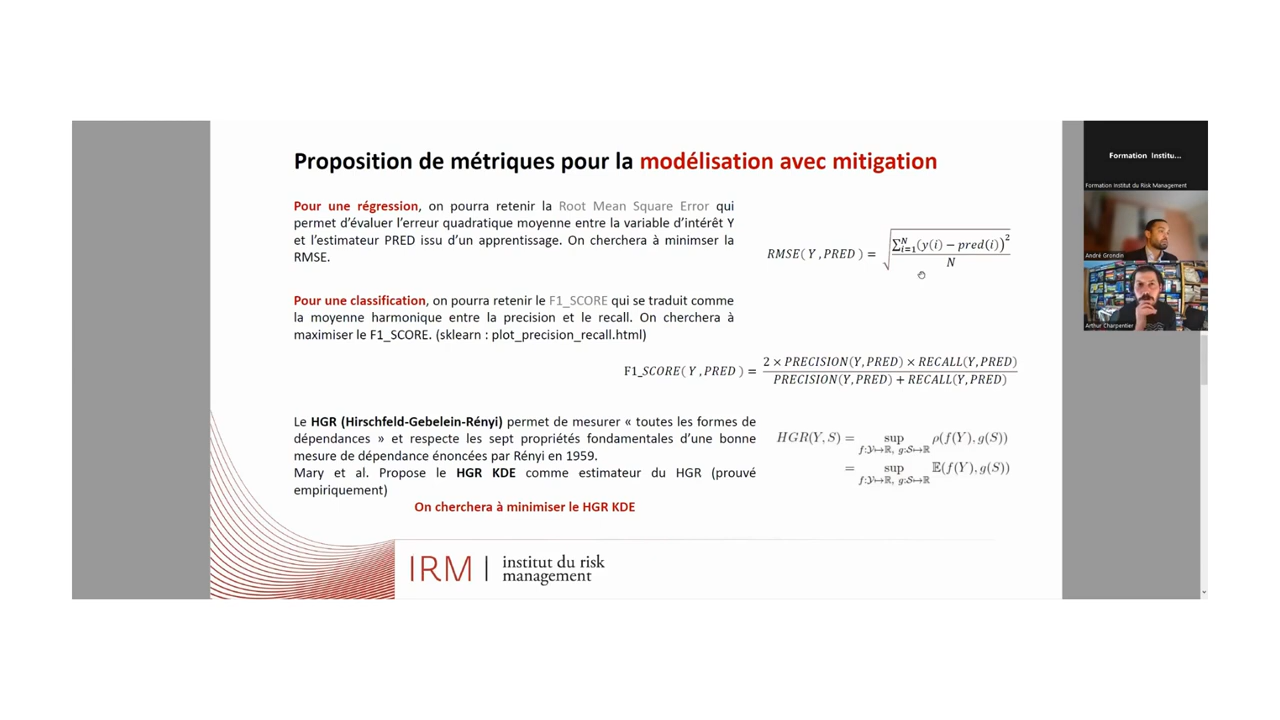 Proposition de métriques pour la modélisation avec mitigation
Pour une régression, on pourra retenir la Root Mean Square Error qui
permet d'évaluer l'erreur quadratique moyenne entre la variable d'intérêt Y
et l'estimateur PRED issu d'un apprentissage. On cherchera à minimser la
RMSE.
RMSE( Y , PRED ) = √(∑_{i=1}^{N}(y(i) − pred(i))² / N)
Pour une classification, on pourra retenir le F1_SCORE qui se traduit comme
la moyenne harmonique entre la precision et le recall. On cherchera à
maximiser le F1_SCORE. (sklearn : plot_precision_recall.html)
F1_SCORE( Y , PRED ) = 2 × PRECISION(Y, PRED) × RECALL(Y, PRED)
PRECISION(Y, PRED) + RECALL(Y, PRED)
Le HGR (Hirschfeld-Gebelein-Rényi) permet de mesurer « toutes les formes de
dépendances » et respecte les sept propriétés fondamentales d'une bonne
mesure de dépendance énoncées par Rényi en 1959.
Mary et al. Propose le HGR KDE comme estimateur du HGR (prouvé
empiriquement)
On cherchera à minimiser le HGR KDE
HGR(Y, S) = sup ρ(f(Y), g(S))
f:𝒴↦ℝ, g:𝒮↦ℝ
= sup 𝔼(f(Y), g(S))
f:𝒴↦ℝ, g:𝒮↦ℝ
IRM | institut du risk
management
Formation Institu...
Formation Institut du Risk Management
André Grondin
Arthur Charpentier